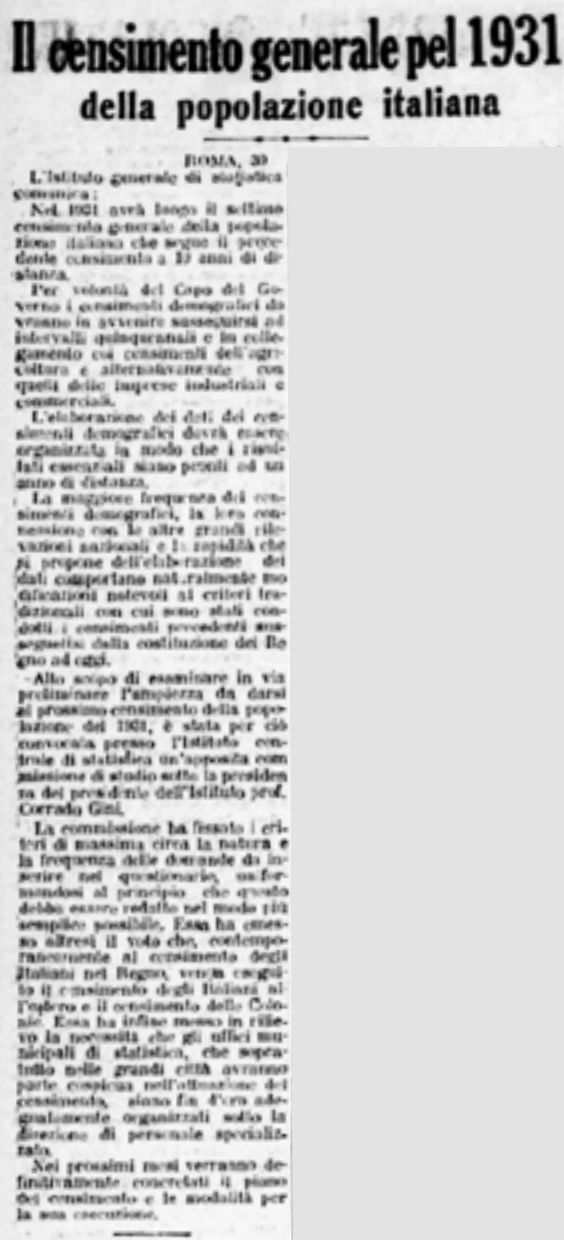 Il censimento generale pel 1931
della popolazione italiana
ROMA, 30
L'Istituto generale di statistica
comunica:
Nel 1931 avrà luogo il settimo
censimento generale della popola-
zione italiana che segue il prece-
dente censimento a 10 anni di di-
stanza.
Per volontà del Capo del Go-
verno i censimenti demografici do
vranno in avvenire susseguirsi ad
intervalli quinquennali e in colle-
gamento coi censimenti dell'agri-
coltura e alternativamente con
quelli delle imprese industriali e
commerciali.
L'elaborazione dei dati dei cen-
simenti demografici dovrà essere
organizzata in modo che i risul-
tati essenziali siano pronti ad un
anno di distanza.
La maggiore frequenza dei cen-
simenti demografici, la loro con-
nessione con le altre grandi rile-
vazioni nazionali e la rapidità che
si propone dell'elaborazione dei
dati comportano naturalmente mo
dificazioni notevoli ai criteri tra-
dizionali con cui sono stati con-
dotti i censimenti precedenti sus-
seguitisi dalla costituzione del Re
gno ad oggi.
Allo scopo di esaminare in via
preliminare l'ampiezza da darsi
al prossimo censimento della popo-
lazione del 1931, è stata per ciò
convocata presso l'Istituto cen-
trale di statistica un'apposita com
missione di studio sotto la presiden
za del presidente dell'Istituto prof.
Corrado Gini.
La commissione ha fissato i cri-
teri di massima circa la natura e
la frequenza delle domande da in-
serire nel questionario, unifor-
mandosi al principio che questo
debba essere redatto nel modo più
semplice possibile. Essa ha emes-
so altresì il voto che, contempo-
raneamente al censimento degli
Italiani nel Regno, venga esegui-
to il censimento degli Italiani al-
l'estero e il censimento delle Colo-
nie. Essa ha infine messo in rilie-
vo la necessità che gli uffici mu-
nicipali di statistica, che sopra-
tutto nelle grandi città avranno
parte cospicua nell'attuazione del
censimento, siano fin d'ora ade-
guatamente organizzati sotto la
direzione di personale specializ-
zato.
Nei prossimi mesi verranno de-
finitivamente concretati il piano
del censimento e le modalità per
la sua esecuzione.